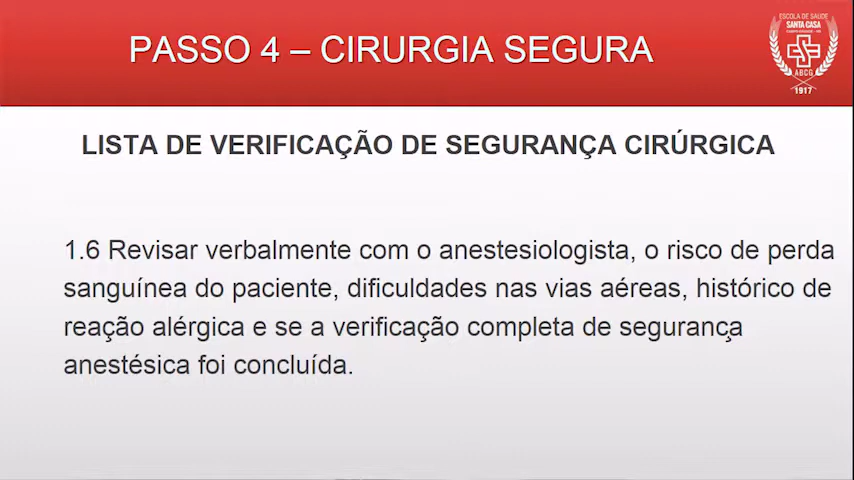 PASSO 4 – CIRURGIA SEGURA
ESCOLA DE SAÚDE
SANTA CASA
ABCG
1917
LISTA DE VERIFICAÇÃO DE SEGURANÇA CIRÚRGICA
1.6 Revisar verbalmente com o anestesiologista, o risco de perda
sanguínea do paciente, dificuldades nas vias aéreas, histórico de
reação alérgica e se a verificação completa de segurança
anestésica foi concluída.